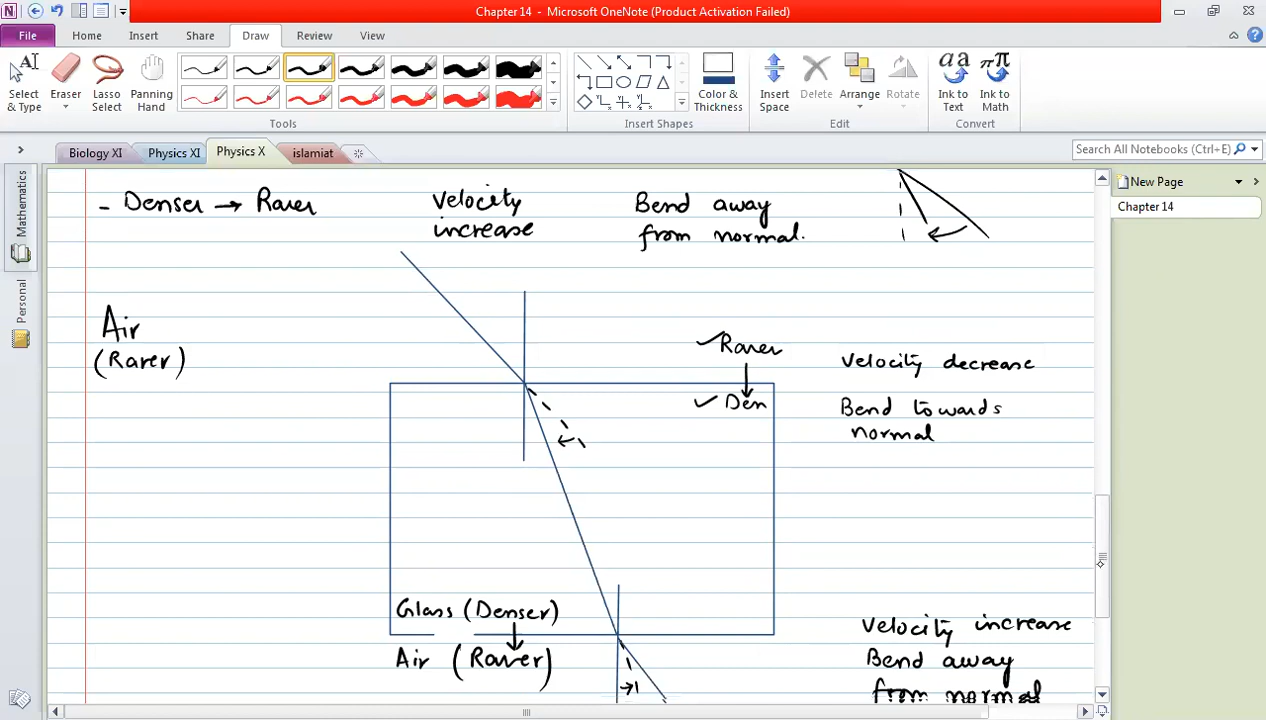 Chapter 14 - Microsoft OneNote (Product Activation Failed)
File Home Insert Share Draw Review View
Select & Type
Eraser
Lasso Select
Panning Hand
Color & Thickness
Insert Space
Delete
Arrange
Rotate
Ink to Text
Ink to Math
Tools
Insert Shapes
Edit
Convert
Biology XI
Physics XI
Physics X
islamiat
Search All Notebooks (Ctrl+E)
Mathematics
Personal
New Page
Chapter 14
- Denser → Rarer
Velocity
increase
Bend away
from normal.
Air
(Rarer)
Rarer
Den
Velocity decrease
Bend towards
normal
Glass (Denser)
Air (Rarer)
Velocity increase
Bend away
from normal